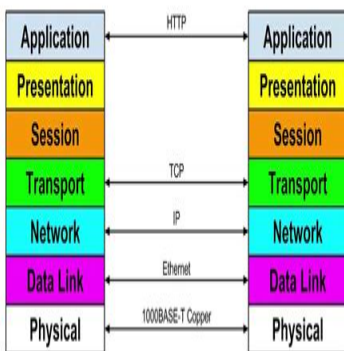 HTTP
Application Application
Presentation Presentation
Session Session
TCP
Transport Transport
IP
Network Network
Ethernet
Data Link Data Link
1000BASE-T Copper
Physical Physical